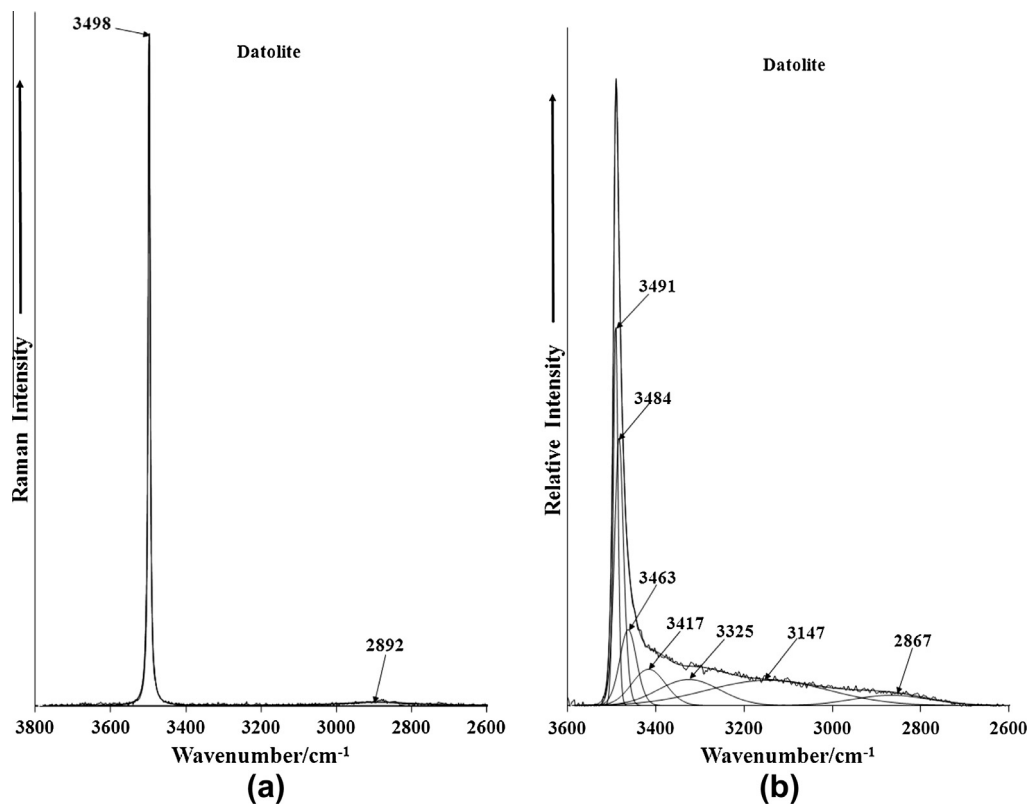 3498
Datolite
Raman Intensity
2892
3800 3600 3400 3200 3000 2800 2600
Wavenumber/cm-1
(a)
Datolite
Relative Intensity
3491
3484
3463
3417
3325
3147
2867
3600 3400 3200 3000 2800 2600
Wavenumber/cm-1
(b)